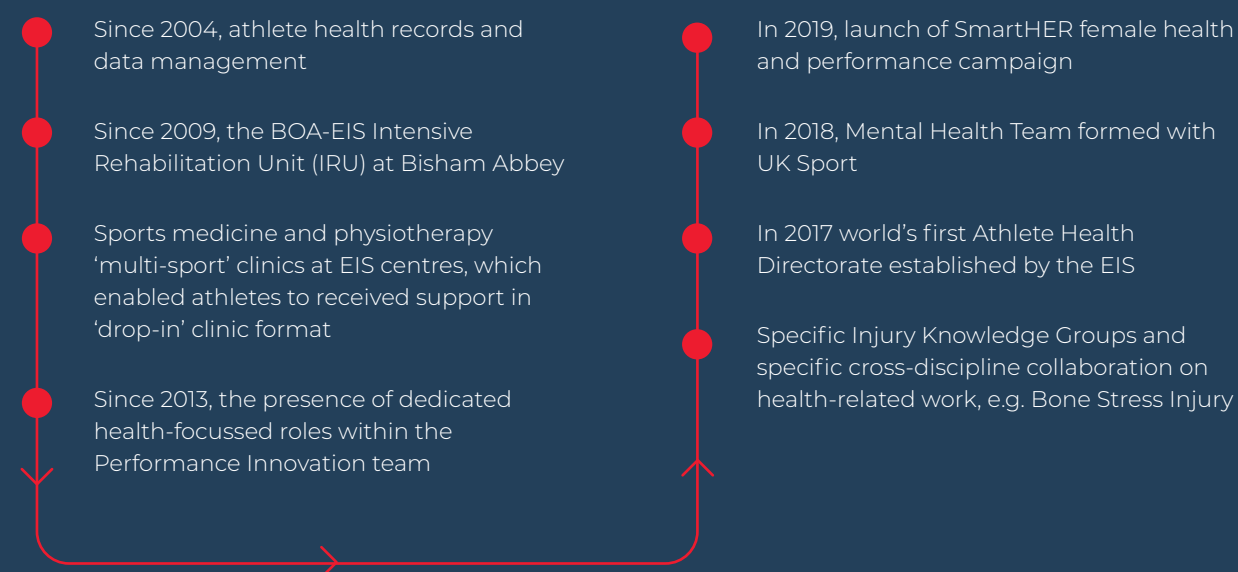 Since 2004, athlete health records and
data management
Since 2009, the BOA-EIS Intensive
Rehabilitation Unit (IRU) at Bisham Abbey
Sports medicine and physiotherapy
‘multi-sport’ clinics at EIS centres, which
enabled athletes to received support in
‘drop-in’ clinic format
Since 2013, the presence of dedicated
health-focussed roles within the
Performance Innovation team
In 2019, launch of SmartHER female health
and performance campaign
In 2018, Mental Health Team formed with
UK Sport
In 2017 world’s first Athlete Health
Directorate established by the EIS
Specific Injury Knowledge Groups and
specific cross-discipline collaboration on
health-related work, e.g. Bone Stress Injury